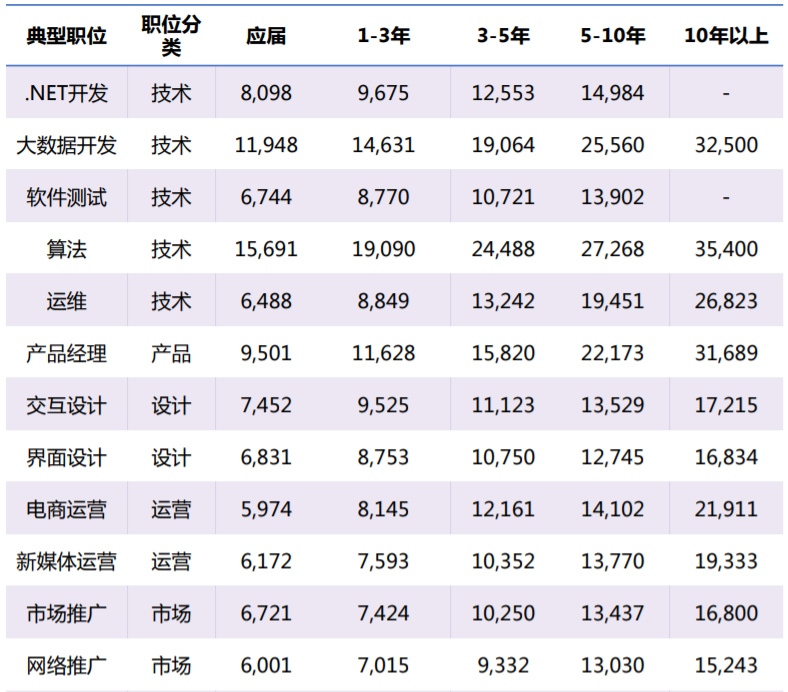 典型职位 职位分类 应届 1-3年 3-5年 5-10年 10年以上
.NET开发 技术 8,098 9,675 12,553 14,984 -
大数据开发 技术 11,948 14,631 19,064 25,560 32,500
软件测试 技术 6,744 8,770 10,721 13,902 -
算法 技术 15,691 19,090 24,488 27,268 35,400
运维 技术 6,488 8,849 13,242 19,451 26,823
产品经理 产品 9,501 11,628 15,820 22,173 31,689
交互设计 设计 7,452 9,525 11,123 13,529 17,215
界面设计 设计 6,831 8,753 10,750 12,745 16,834
电商运营 运营 5,974 8,145 12,161 14,102 21,911
新媒体运营 运营 6,172 7,593 10,352 13,770 19,333
市场推广 市场 6,721 7,424 10,250 13,437 16,800
网络推广 市场 6,001 7,015 9,332 13,030 15,243